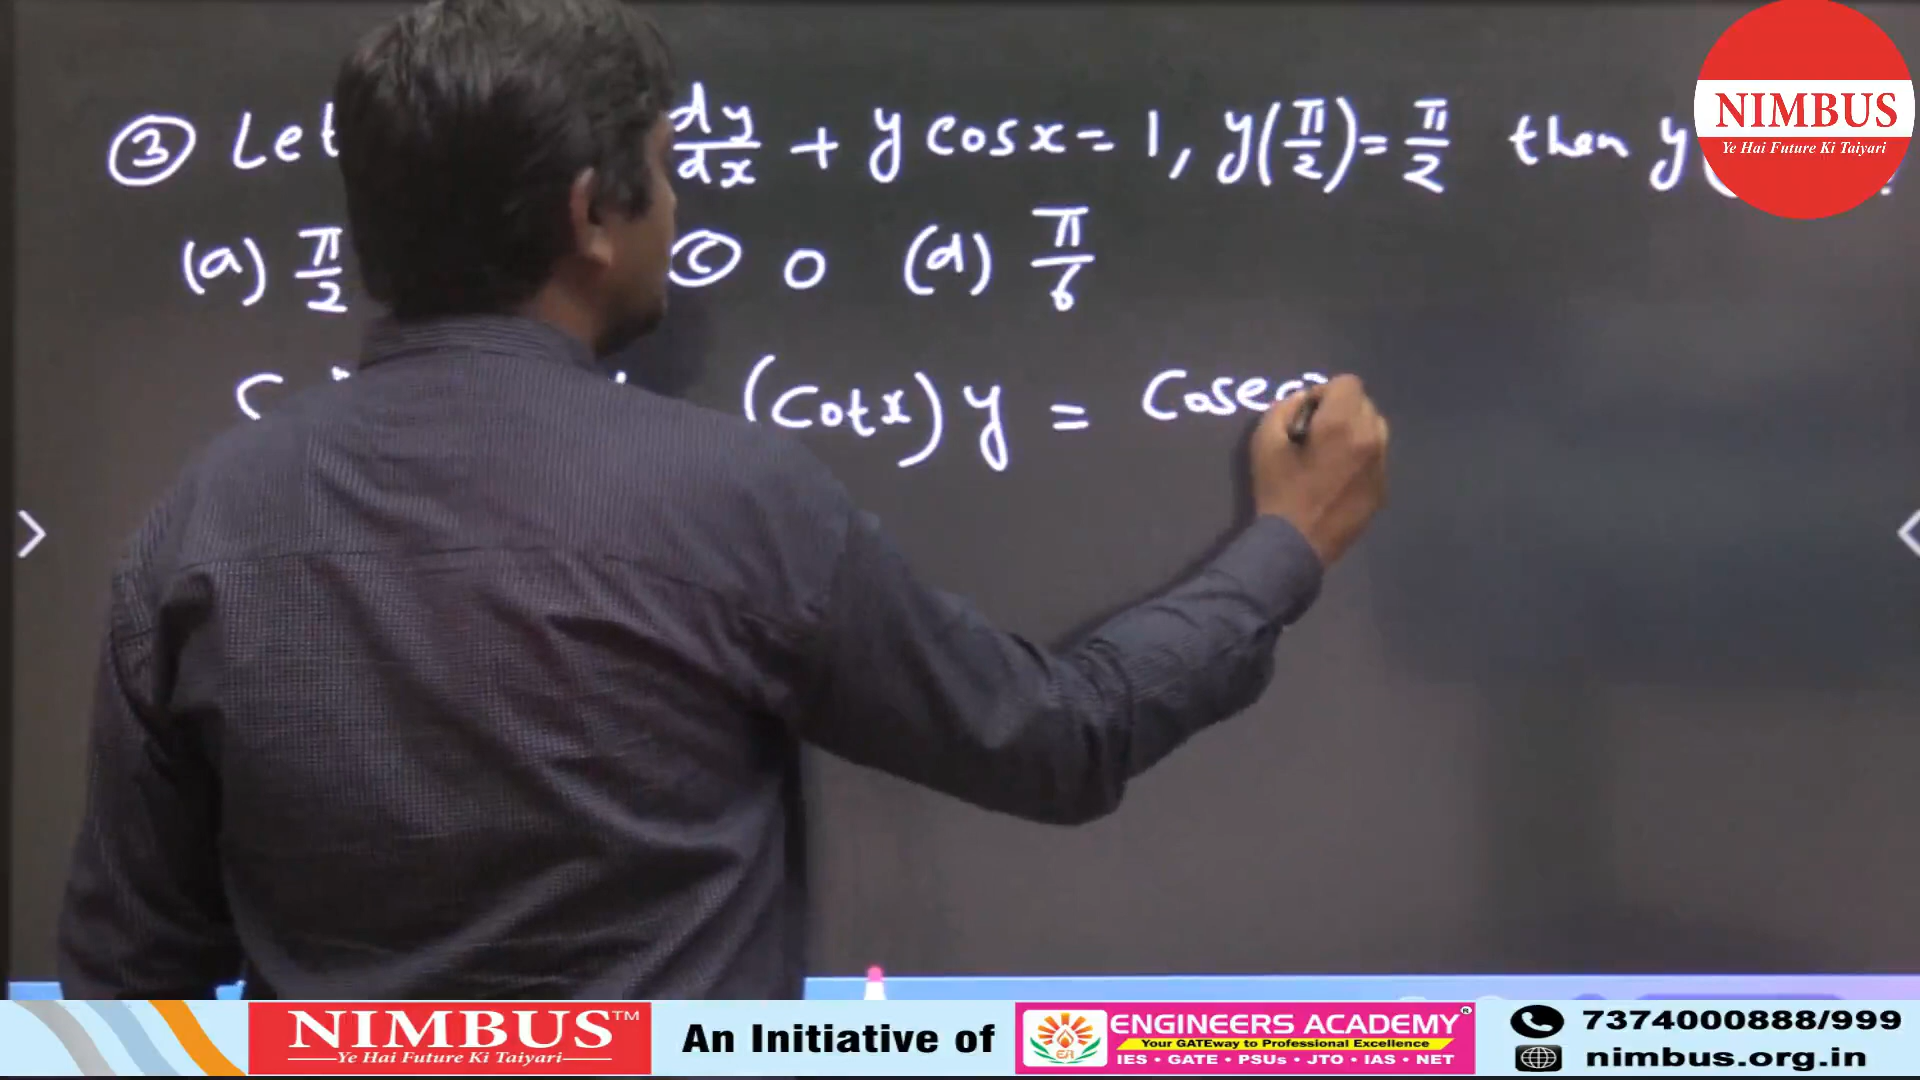 ③ Let dy/dx + y cosx = 1, y(π/2) = π/2 then y(
(a) π/2 ⓒ 0 (d) π/6
(Cotx) y = Cosec
NIMBUS
Ye Hai Future Ki Taiyari
NIMBUS™
Ye Hai Future Ki Taiyari
An Initiative of
ENGINEERS ACADEMY®
Your GATEway to Professional Excellence
IES • GATE • PSUs • JTO • IAS • NET
7374000888/999
nimbus.org.in